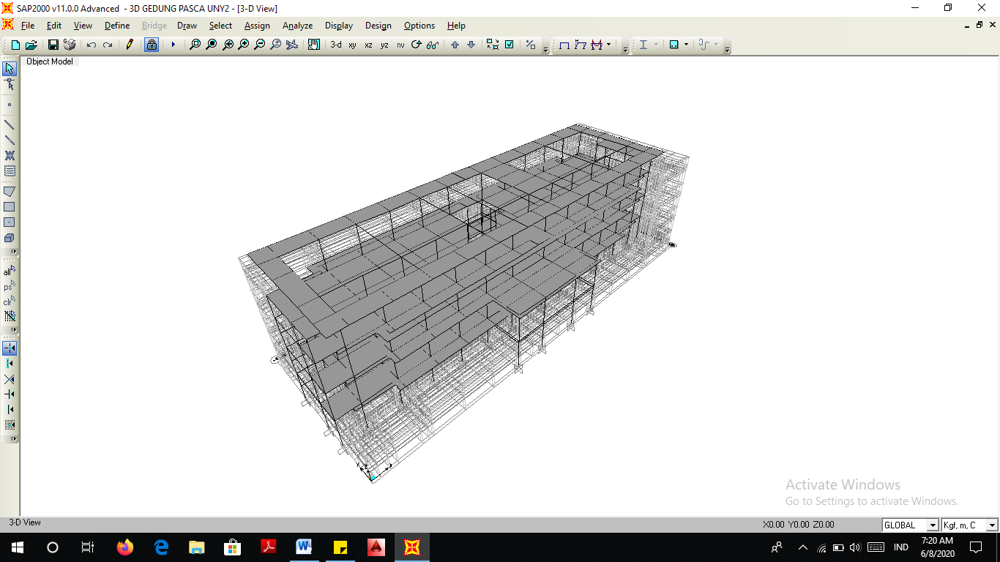 SAP2000 v11.0.0 Advanced - 3D GEDUNG PASCA UNY2 - [3-D View]
File Edit View Define Bridge Draw Select Assign Analyze Display Design Options Help
3-d xy xz yz nv
Object Model
all
ps
clr
Activate Windows
Go to Settings to activate Windows.
3-D View
X0.00 Y0.00 Z0.00
GLOBAL
Kgf, m, C
IND
7:20 AM
6/8/2020